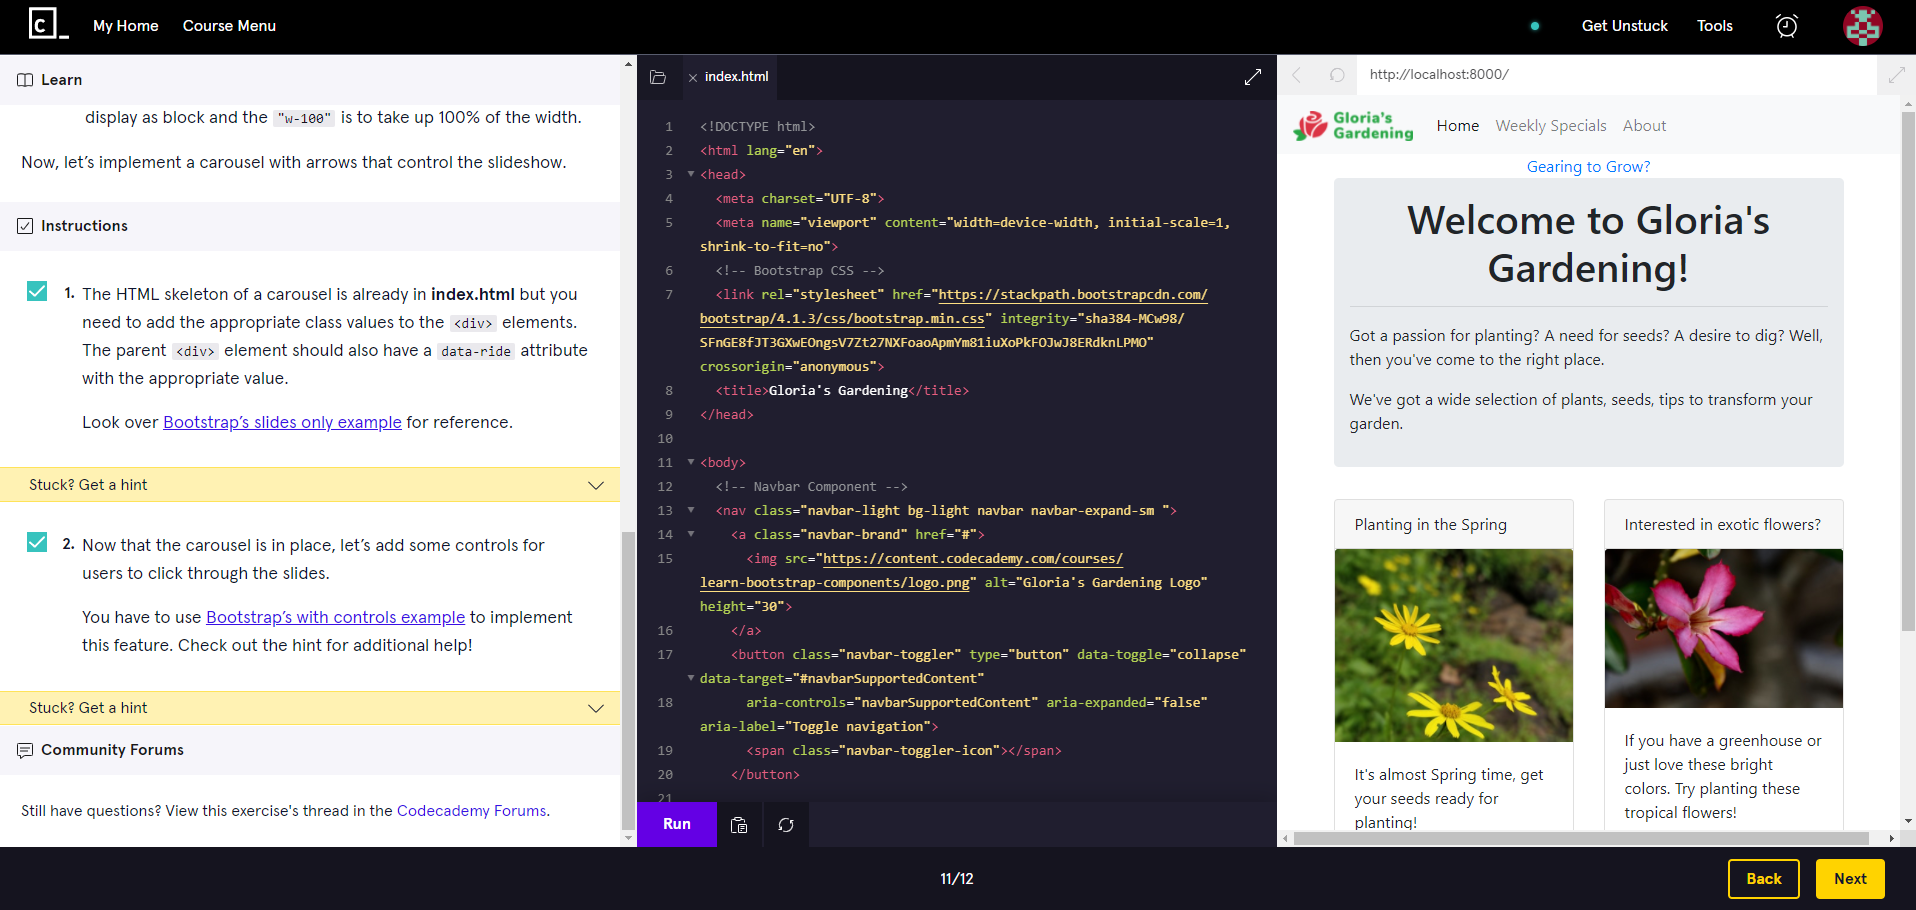 My Home
Course Menu
Get Unstuck
Tools
Learn
display as block and the "w-100" is to take up 100% of the width.
Now, let's implement a carousel with arrows that control the slideshow.
Instructions
1. The HTML skeleton of a carousel is already in index.html but you
need to add the appropriate class values to the <div> elements.
The parent <div> element should also have a data-ride attribute
with the appropriate value.
Look over Bootstrap's slides only example for reference.
Stuck? Get a hint
2. Now that the carousel is in place, let's add some controls for
users to click through the slides.
You have to use Bootstrap's with controls example to implement
this feature. Check out the hint for additional help!
Stuck? Get a hint
Community Forums
Still have questions? View this exercise's thread in the Codecademy Forums.
index.html
1 <!DOCTYPE html>
2 <html lang="en">
3 <head>
4 <meta charset="UTF-8">
5 <meta name="viewport" content="width=device-width, initial-scale=1,
shrink-to-fit=no">
6 <!-- Bootstrap CSS -->
7 <link rel="stylesheet" href="https://stackpath.bootstrapcdn.com/
bootstrap/4.1.3/css/bootstrap.min.css" integrity="sha384-MCw98/
SFnGE8fJT3GXwEOngsV7Zt27NXFoaoApmYm81iuXoPkFOJwJ8ERdknLPMO"
crossorigin="anonymous">
8 <title>Gloria's Gardening</title>
9 </head>
10
11 <body>
12 <!-- Navbar Component -->
13 <nav class="navbar-light bg-light navbar navbar-expand-sm ">
14 <a class="navbar-brand" href="#">
15 <img src="https://content.codecademy.com/courses/
learn-bootstrap-components/logo.png" alt="Gloria's Gardening Logo"
height="30">
16 </a>
17 <button class="navbar-toggler" type="button" data-toggle="collapse"
data-target="#navbarSupportedContent"
18 aria-controls="navbarSupportedContent" aria-expanded="false"
aria-label="Toggle navigation">
19 <span class="navbar-toggler-icon"></span>
20 </button>
21
Run
http://localhost:8000/
Gloria's
Gardening
Home
Weekly Specials
About
Gearing to Grow?
Welcome to Gloria's
Gardening!
Got a passion for planting? A need for seeds? A desire to dig? Well,
then you've come to the right place.
We've got a wide selection of plants, seeds, tips to transform your
garden.
Planting in the Spring
It's almost Spring time, get
your seeds ready for
planting!
Interested in exotic flowers?
If you have a greenhouse or
just love these bright
colors. Try planting these
tropical flowers!
11/12
Back
Next